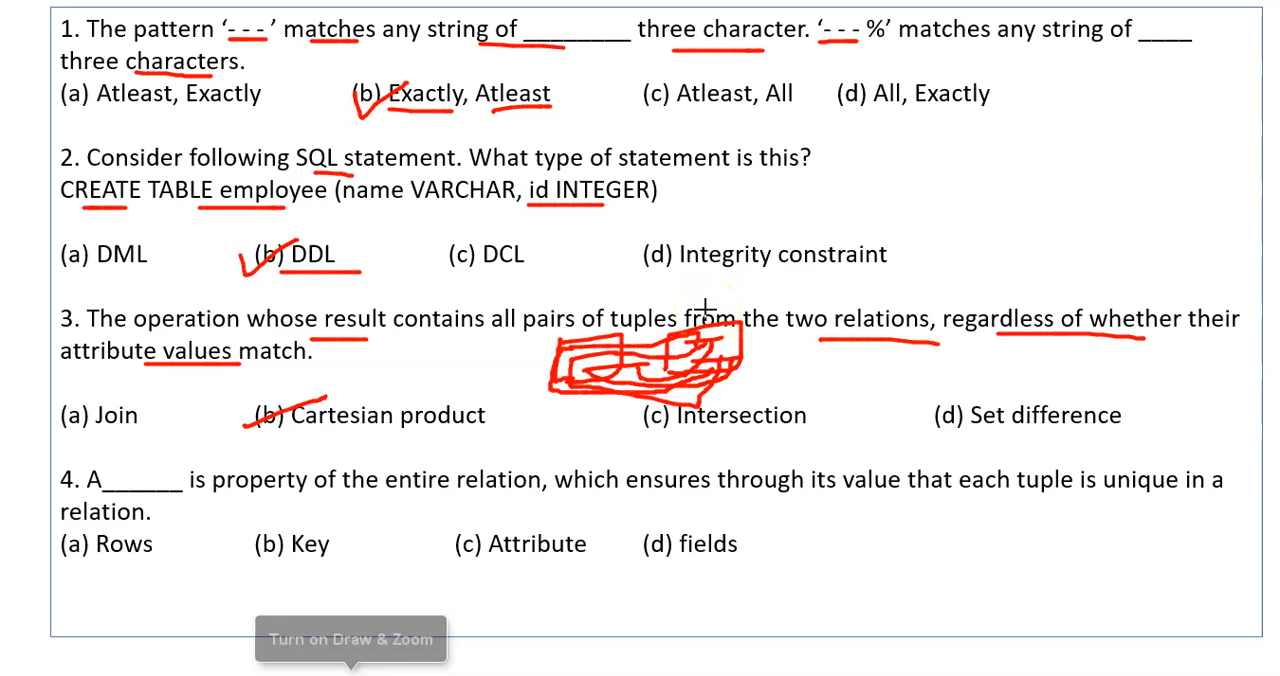 1. The pattern ‘- - -’ matches any string of ________ three character. ‘- - - %’ matches any string of ____
three characters.
(a) Atleast, Exactly (b) Exactly, Atleast (c) Atleast, All (d) All, Exactly
2. Consider following SQL statement. What type of statement is this?
CREATE TABLE employee (name VARCHAR, id INTEGER)
(a) DML (b) DDL (c) DCL (d) Integrity constraint
3. The operation whose result contains all pairs of tuples from the two relations, regardless of whether their
attribute values match.
(a) Join (b) Cartesian product (c) Intersection (d) Set difference
4. A______ is property of the entire relation, which ensures through its value that each tuple is unique in a
relation.
(a) Rows (b) Key (c) Attribute (d) fields
Turn on Draw & Zoom